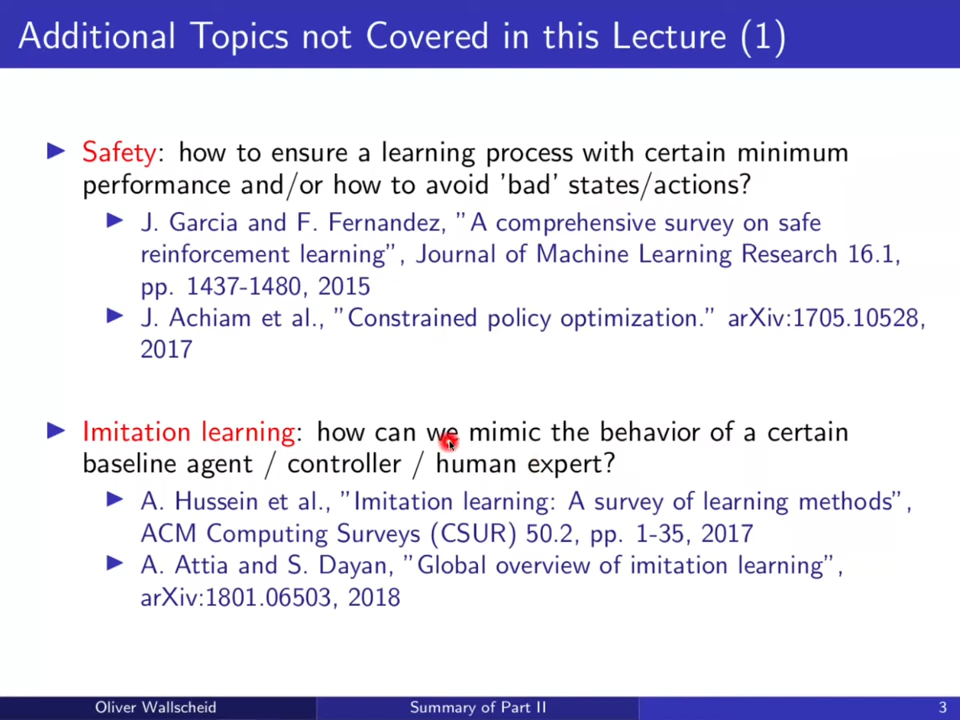 Additional Topics not Covered in this Lecture (1)
Safety: how to ensure a learning process with certain minimum
performance and/or how to avoid 'bad' states/actions?
J. Garcia and F. Fernandez, "A comprehensive survey on safe
reinforcement learning", Journal of Machine Learning Research 16.1,
pp. 1437-1480, 2015
J. Achiam et al., "Constrained policy optimization." arXiv:1705.10528,
2017
Imitation learning: how can we mimic the behavior of a certain
baseline agent / controller / human expert?
A. Hussein et al., "Imitation learning: A survey of learning methods",
ACM Computing Surveys (CSUR) 50.2, pp. 1-35, 2017
A. Attia and S. Dayan, "Global overview of imitation learning",
arXiv:1801.06503, 2018
Oliver Wallscheid
Summary of Part II
3